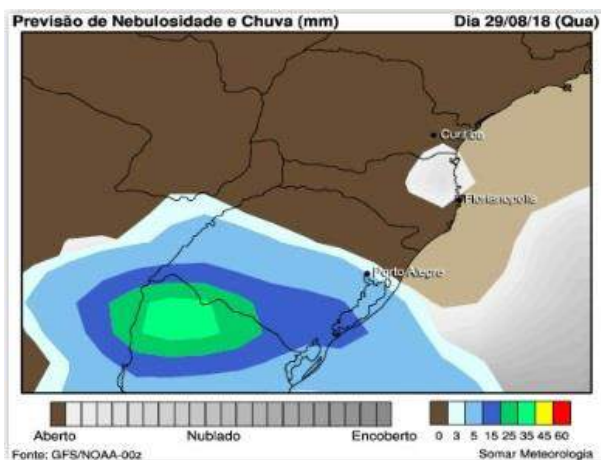 Previsão de Nebulosidade e Chuva (mm) Dia 29/08/18 (Qua)
Curitiba
Florianopolis
Porto Alegre
0 3 5 15 25 35 45 60
Aberto Nublado Encoberto
Fonte: GFS/NOAA-00z Somar Meteorologia